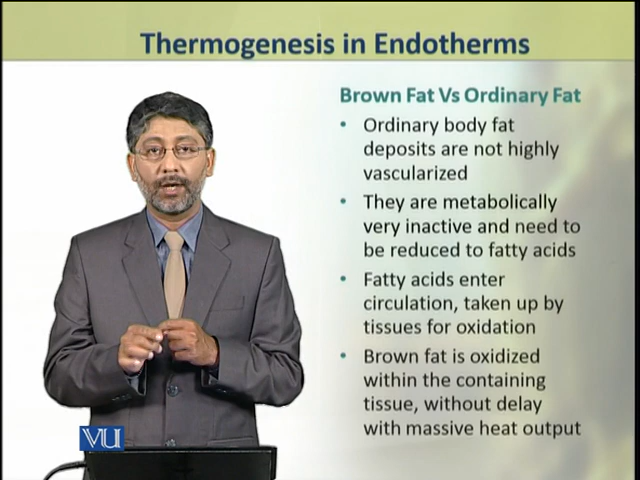 Thermogenesis in Endotherms
Brown Fat Vs Ordinary Fat
• Ordinary body fat
deposits are not highly
vascularized
• They are metabolically
very inactive and need to
be reduced to fatty acids
• Fatty acids enter
circulation, taken up by
tissues for oxidation
• Brown fat is oxidized
within the containing
tissue, without delay
with massive heat output
VU